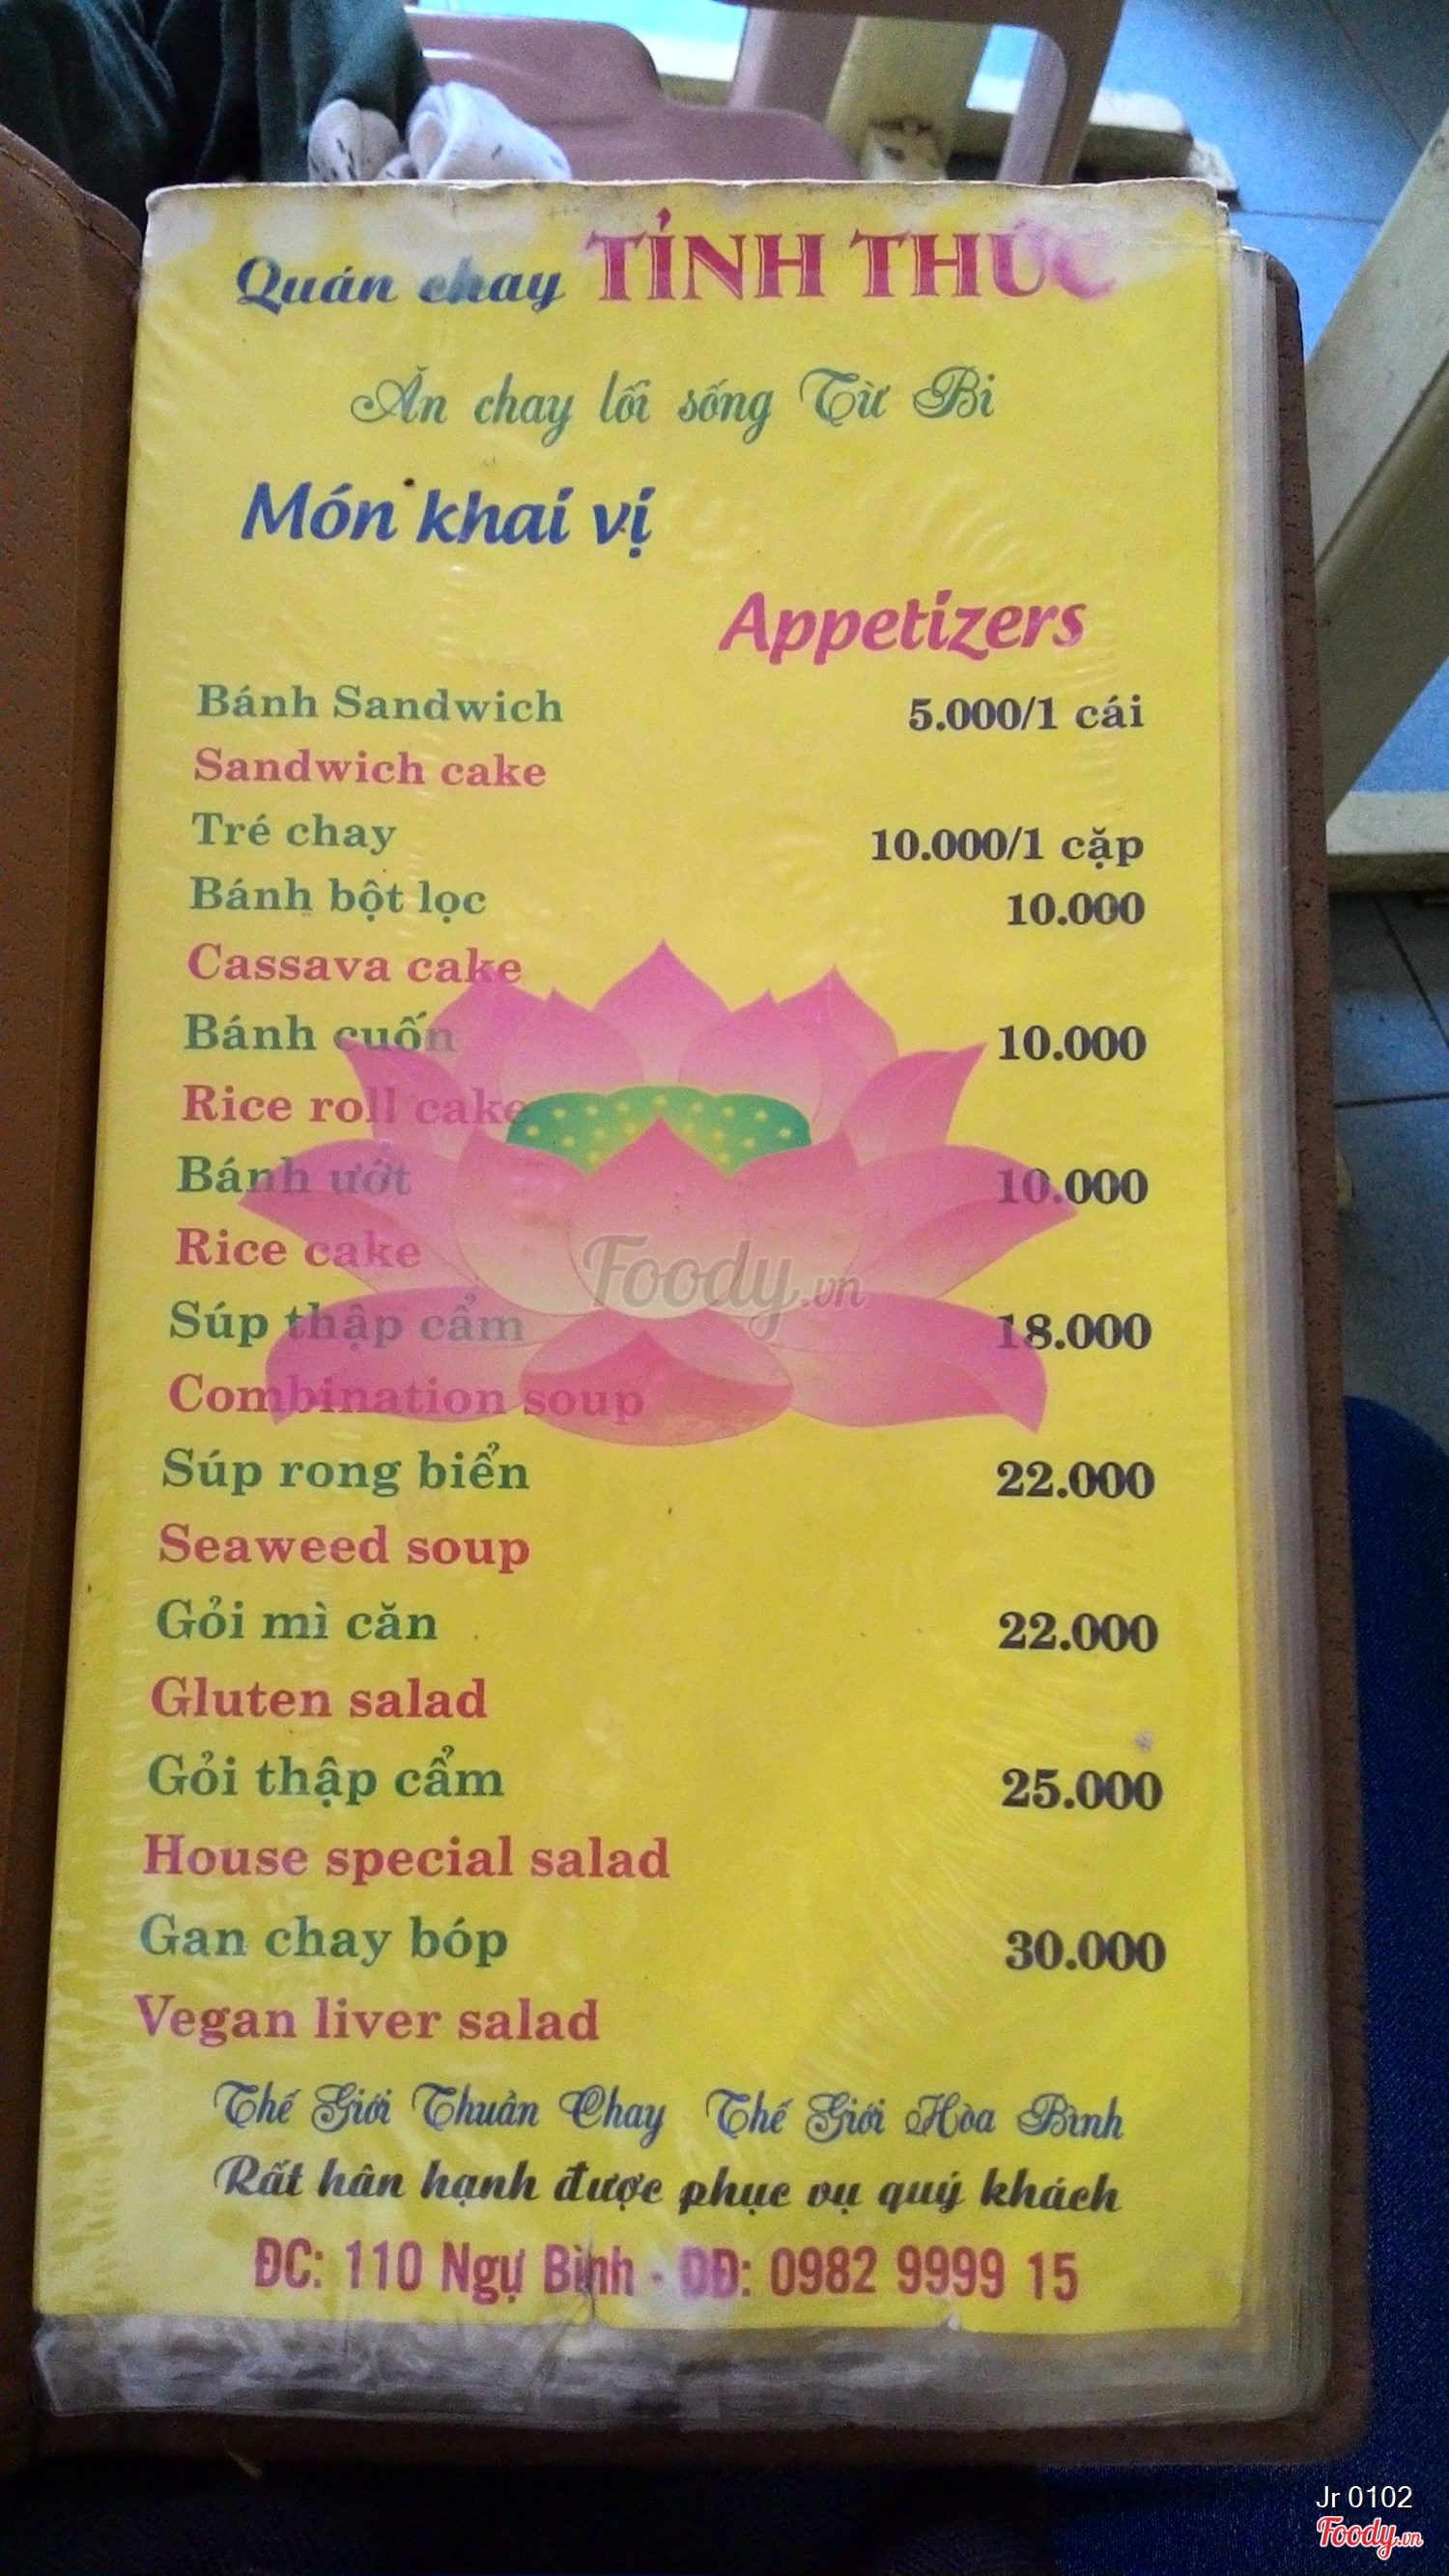 Quán chay TỈNH THỨC
Ăn chay lối sống Từ Bi
Món khai vị
Appetizers
Bánh Sandwich 5.000/1 cái
Sandwich cake
Tré chay 10.000/1 cặp
Bánh bột lọc 10.000
Cassava cake
Bánh cuốn 10.000
Rice roll cake
Bánh ướt 10.000
Rice cake
Súp thập cẩm 18.000
Combination soup
Súp rong biển 22.000
Seaweed soup
Gỏi mì căn 22.000
Gluten salad
Gỏi thập cẩm 25.000
House special salad
Gan chay bóp 30.000
Vegan liver salad
Thế Giới Thuần Chay Thế Giới Hòa Bình
Rất hân hạnh được phục vụ quý khách
ĐC: 110 Ngự Bình - DĐ: 0982 9999 15
Foody.vn
Jr 0102
Foody.vn